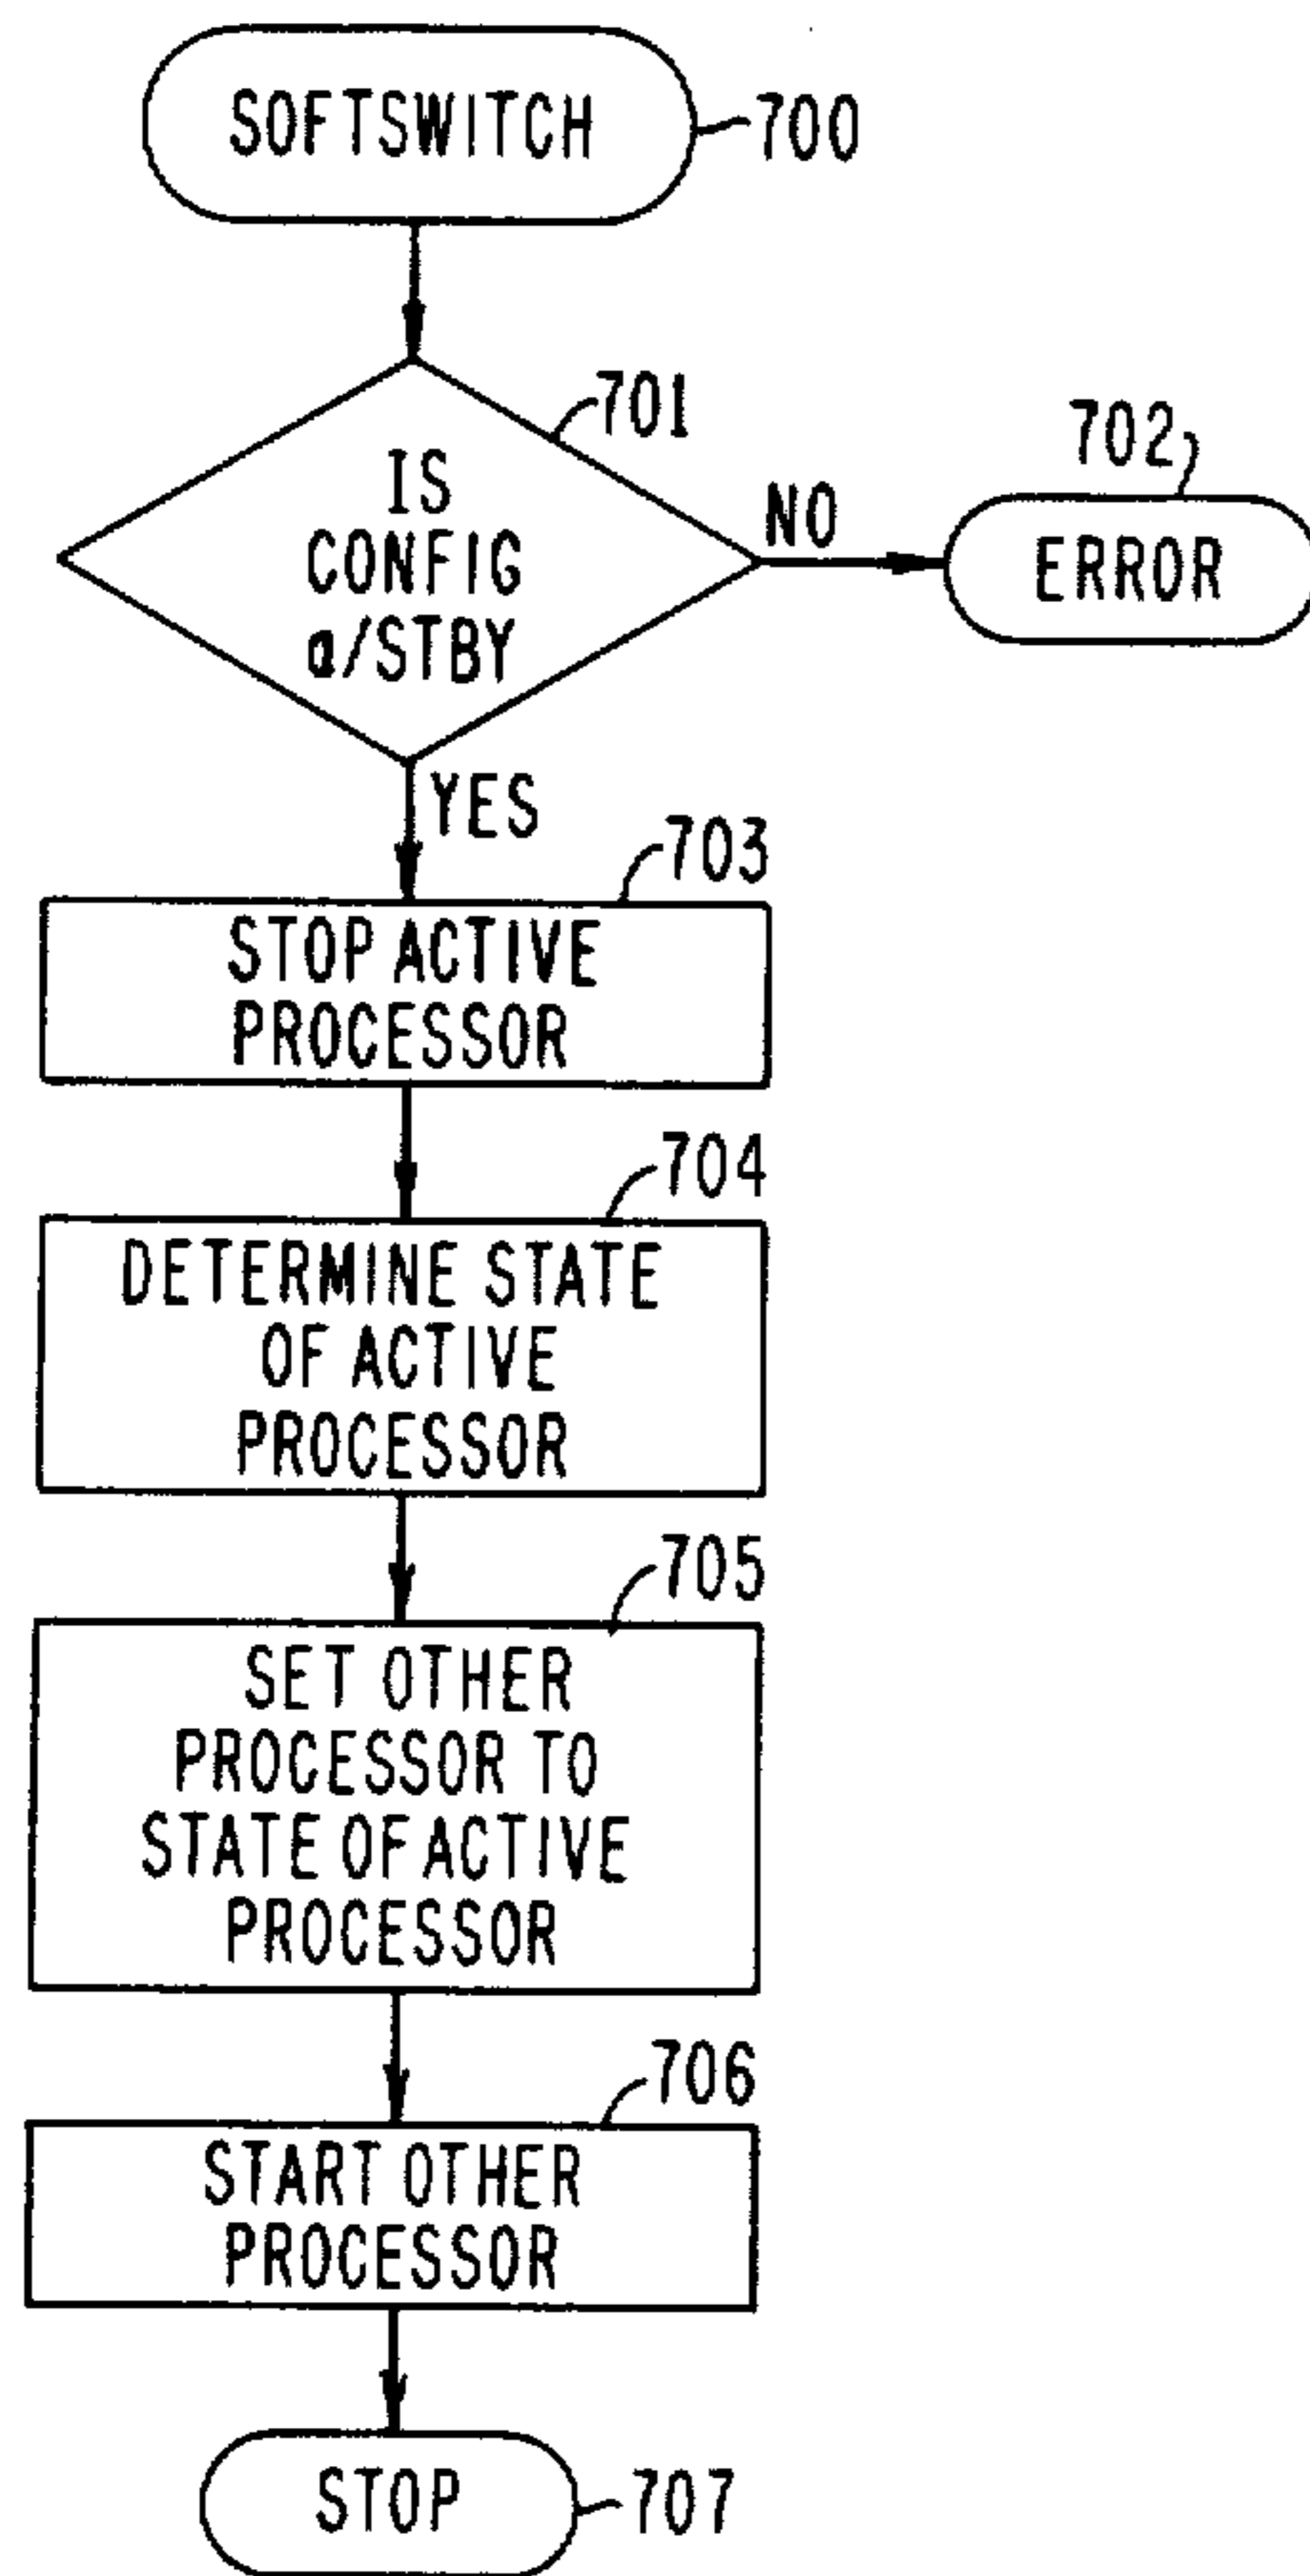 SOFTSWITCH
700
701
IS
CONFIG
a/STBY
NO
702
ERROR
YES
703
STOP ACTIVE
PROCESSOR
704
DETERMINE STATE
OF ACTIVE
PROCESSOR
705
SET OTHER
PROCESSOR TO
STATE OF ACTIVE
PROCESSOR
706
START OTHER
PROCESSOR
STOP
707